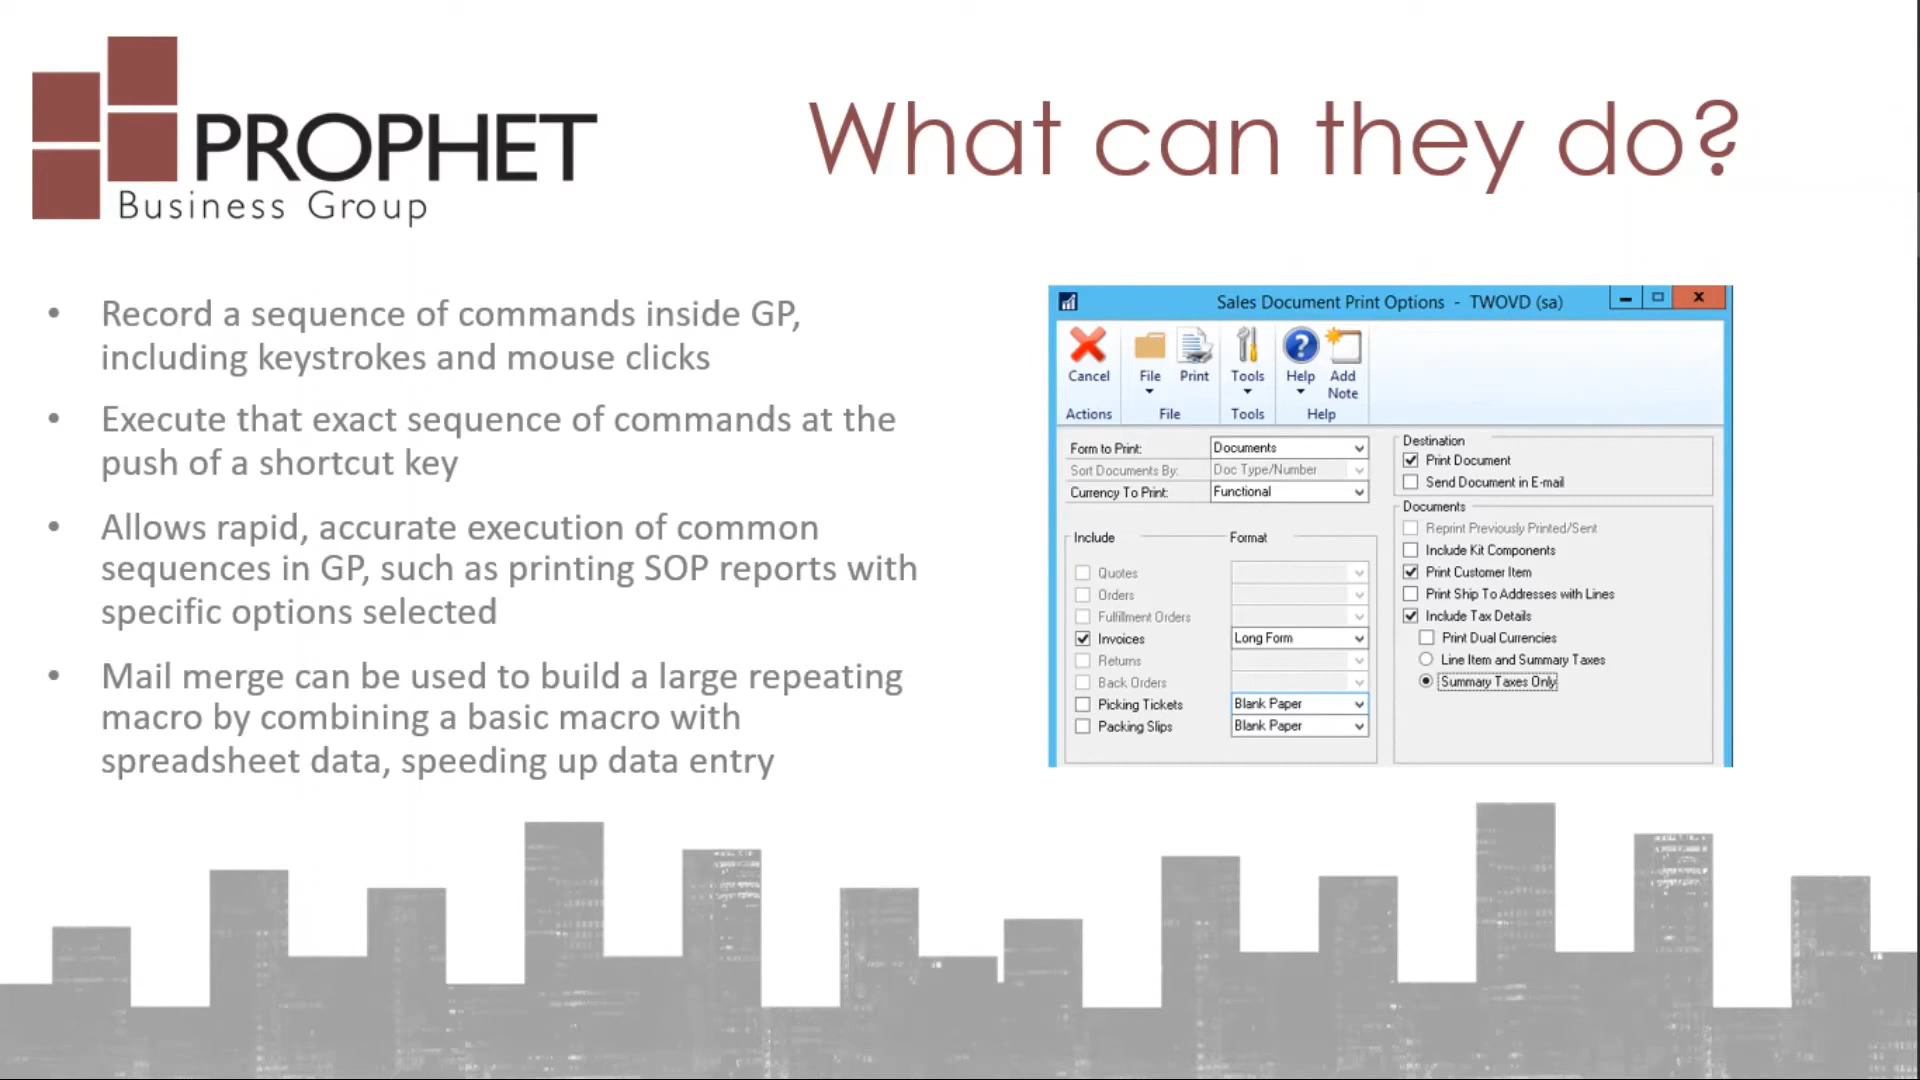 PROPHET
Business Group
What can they do?
• Record a sequence of commands inside GP,
including keystrokes and mouse clicks
• Execute that exact sequence of commands at the
push of a shortcut key
• Allows rapid, accurate execution of common
sequences in GP, such as printing SOP reports with
specific options selected
• Mail merge can be used to build a large repeating
macro by combining a basic macro with
spreadsheet data, speeding up data entry
Sales Document Print Options - TWOVD (sa)
Cancel File Print Tools Help Add
Note
Actions File Tools Help
Form to Print: Documents
Sort Documents By: Doc Type/Number
Currency To Print: Functional
Include Format
Quotes
Orders
Fulfillment Orders
Invoices Long Form
Returns
Back Orders
Picking Tickets Blank Paper
Packing Slips Blank Paper
Destination
Print Document
Send Document in E-mail
Documents
Reprint Previously Printed/Sent
Include Kit Components
Print Customer Item
Print Ship To Addresses with Lines
Include Tax Details
Print Dual Currencies
Line Item and Summary Taxes
Summary Taxes Only